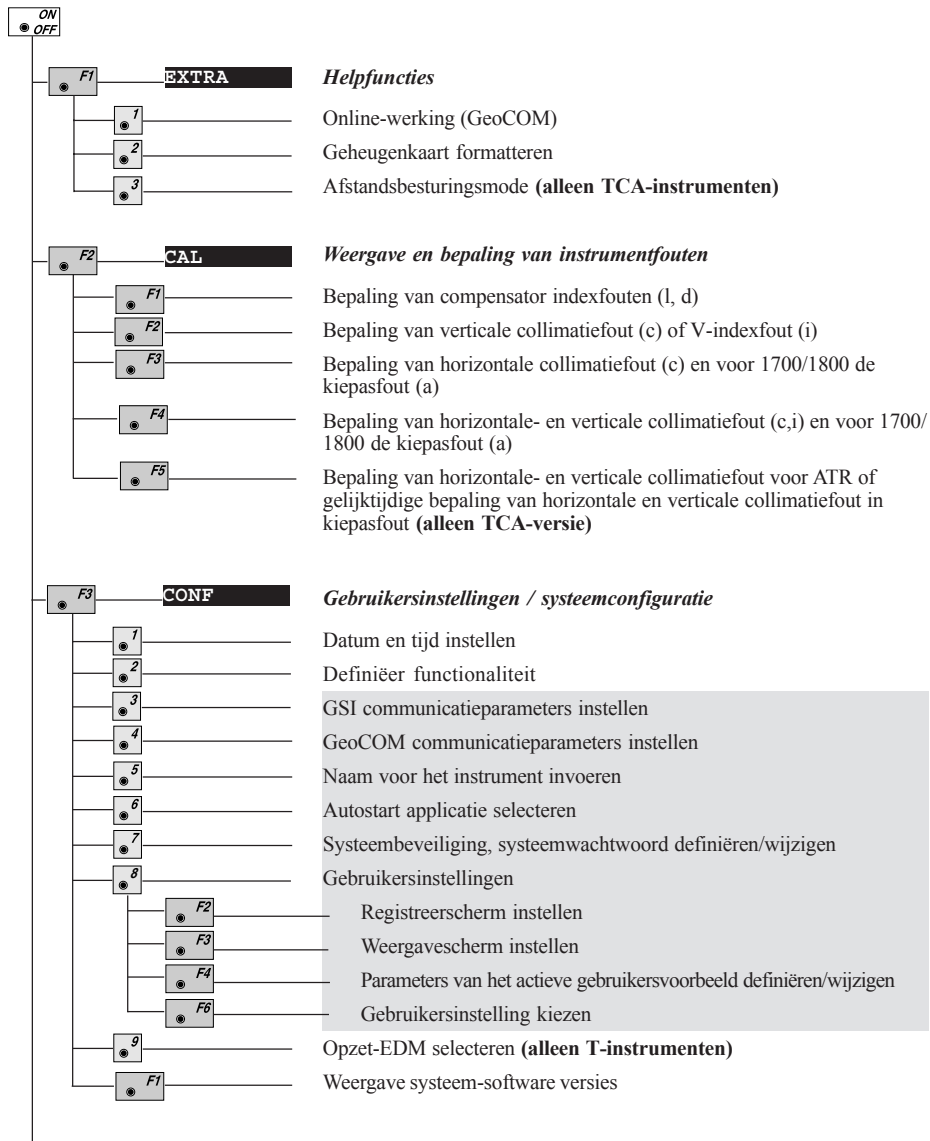 ON
OFF
F1 EXTRA Helpfuncties
1 Online-werking (GeoCOM)
2 Geheugenkaart formatteren
3 Afstandsbesturingsmode (alleen TCA-instrumenten)
F2 CAL Weergave en bepaling van instrumentfouten
F1 Bepaling van compensator indexfouten (l, d)
F2 Bepaling van verticale collimatiefout (c) of V-indexfout (i)
F3 Bepaling van horizontale collimatiefout (c) en voor 1700/1800 de
kiepasfout (a)
F4 Bepaling van horizontale- en verticale collimatiefout (c,i) en voor 1700/
1800 de kiepasfout (a)
F5 Bepaling van horizontale- en verticale collimatiefout voor ATR of
gelijktijdige bepaling van horizontale en verticale collimatiefout in
kiepasfout (alleen TCA-versie)
F3 CONF Gebruikersinstellingen / systeemconfiguratie
1 Datum en tijd instellen
2 Definiëer functionaliteit
3 GSI communicatieparameters instellen
4 GeoCOM communicatieparameters instellen
5 Naam voor het instrument invoeren
6 Autostart applicatie selecteren
7 Systeembeveiliging, systeemwachtwoord definiëren/wijzigen
8 Gebruikersinstellingen
F2 Registreerscherm instellen
F3 Weergavescherm instellen
F4 Parameters van het actieve gebruikersvoorbeeld definiëren/wijzigen
F6 Gebruikersinstelling kiezen
9 Opzet-EDM selecteren (alleen T-instrumenten)
F1 Weergave systeem-software versies